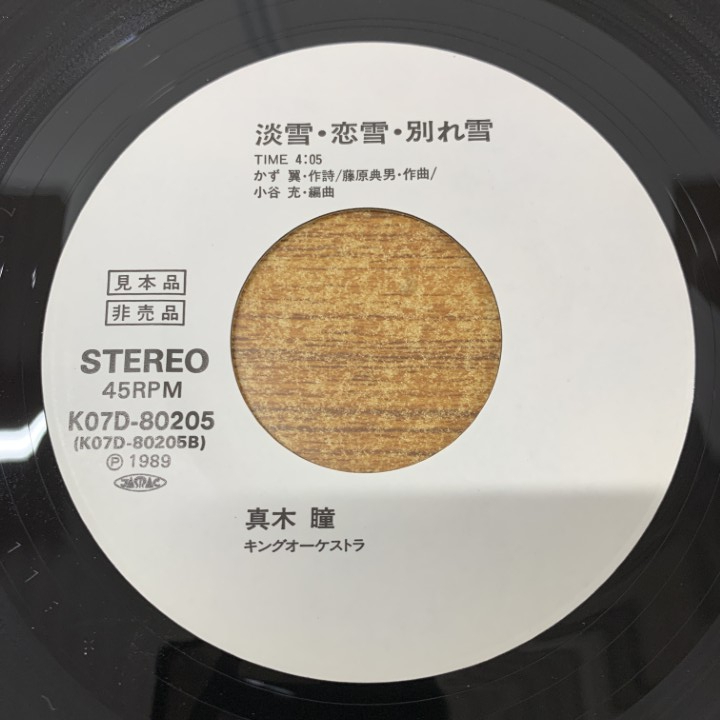 淡雪・恋雪・別れ雪
TIME 4:05
かず 翼・作詩/藤原典男・作曲/
小谷 充・編曲
見本品
非売品
STEREO
45RPM
K07D-80205
(K07D-80205B)
Ⓟ 1989
JASRAC
真木 瞳
キングオーケストラ